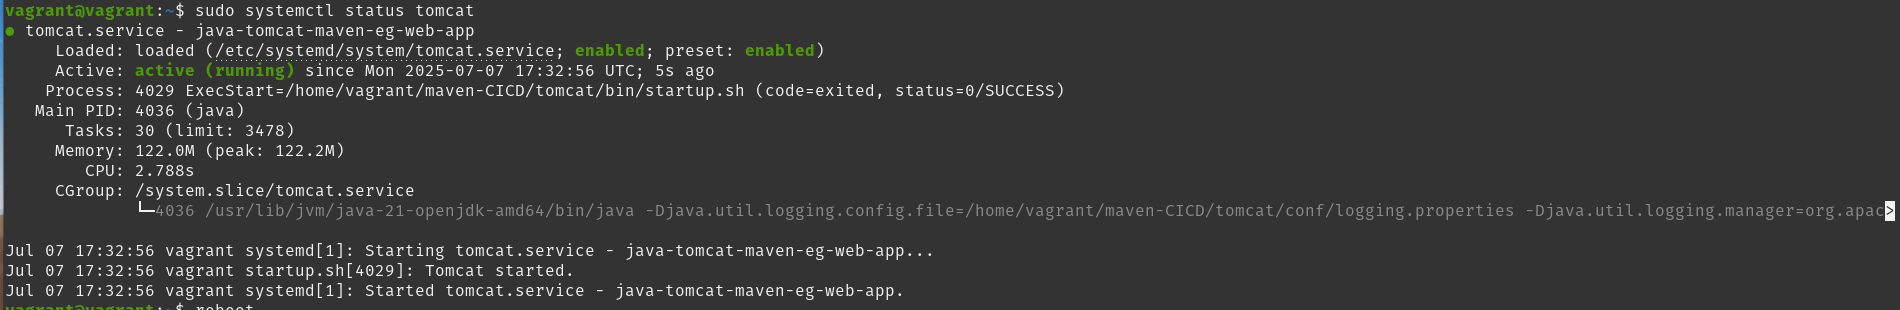 vagrant@vagrant:~$ sudo systemctl status tomcat
● tomcat.service - java-tomcat-maven-eg-web-app
     Loaded: loaded (/etc/systemd/system/tomcat.service; enabled; preset: enabled)
     Active: active (running) since Mon 2025-07-07 17:32:56 UTC; 5s ago
    Process: 4029 ExecStart=/home/vagrant/maven-CICD/tomcat/bin/startup.sh (code=exited, status=0/SUCCESS)
   Main PID: 4036 (java)
      Tasks: 30 (limit: 3478)
     Memory: 122.0M (peak: 122.2M)
        CPU: 2.788s
     CGroup: /system.slice/tomcat.service
             └─4036 /usr/lib/jvm/java-21-openjdk-amd64/bin/java -Djava.util.logging.config.file=/home/vagrant/maven-CICD/tomcat/conf/logging.properties -Djava.util.logging.manager=org.apac>
Jul 07 17:32:56 vagrant systemd[1]: Starting tomcat.service - java-tomcat-maven-eg-web-app...
Jul 07 17:32:56 vagrant startup.sh[4029]: Tomcat started.
Jul 07 17:32:56 vagrant systemd[1]: Started tomcat.service - java-tomcat-maven-eg-web-app.
vagrant@vagrant:~$ reboot